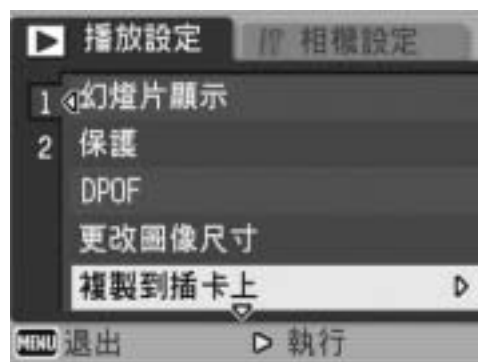 播放設定 相機設定
1 幻燈片顯示
2 保護
DPOF
更改圖像尺寸
複製到插卡上
MENU 退出 執行